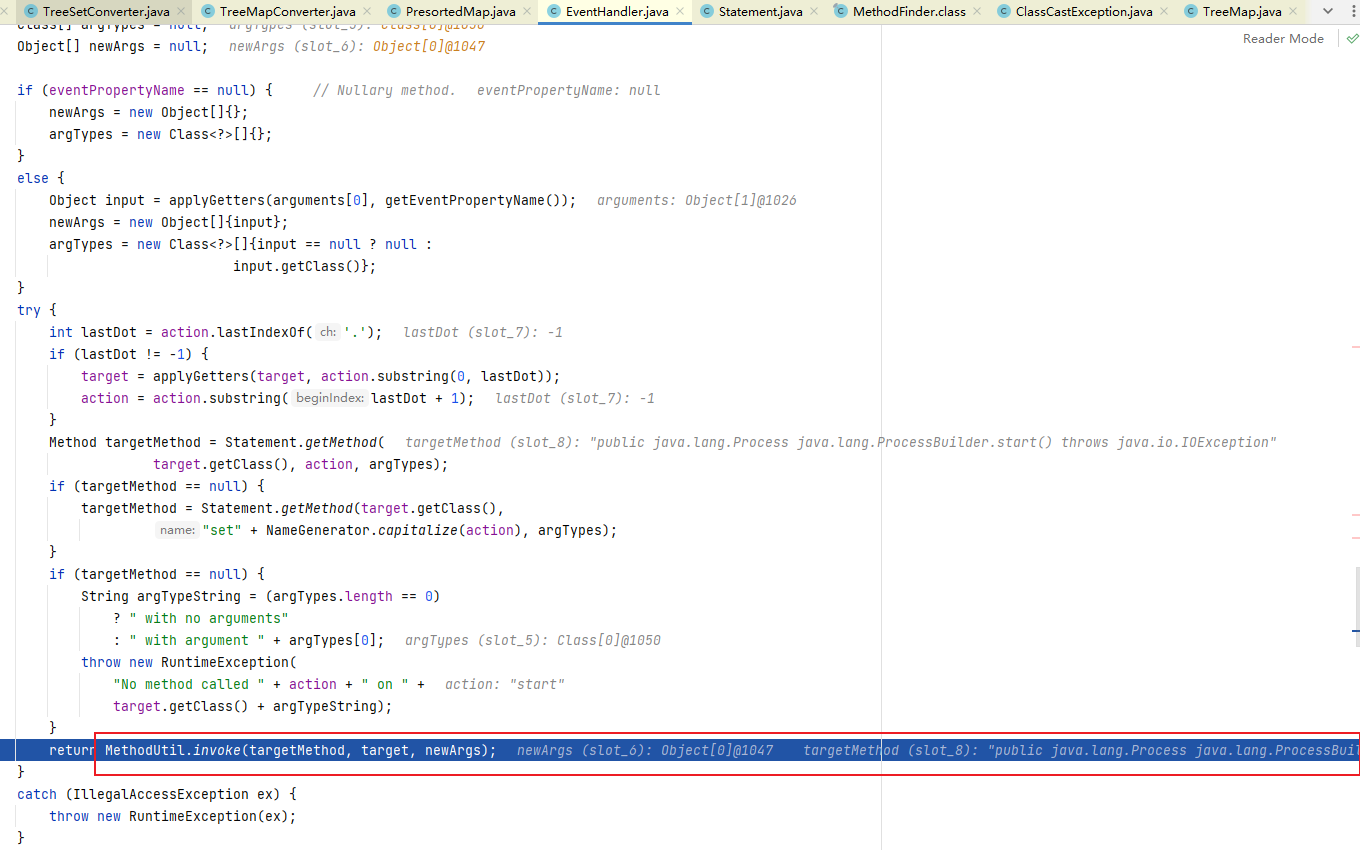 TreeSetConverter.java TreeMapConverter.java PresortedMap.java EventHandler.java Statement.java MethodFinder.class ClassCastException.java TreeMap.java
Class[] argTypes = null; argTypes (slot_5): Class[0]@1050
Object[] newArgs = null; newArgs (slot_6): Object[0]@1047
Reader Mode
if (eventPropertyName == null) { // Nullary method. eventPropertyName: null
newArgs = new Object[]{};
argTypes = new Class<?>[]{};
}
else {
Object input = applyGetters(arguments[0], getEventPropertyName()); arguments: Object[1]@1026
newArgs = new Object[]{input};
argTypes = new Class<?>[]{input == null ? null :
input.getClass()};
}
try {
int lastDot = action.lastIndexOf( ch: '.'); lastDot (slot_7): -1
if (lastDot != -1) {
target = applyGetters(target, action.substring(0, lastDot));
action = action.substring( beginIndex: lastDot + 1); lastDot (slot_7): -1
}
Method targetMethod = Statement.getMethod( targetMethod (slot_8): "public java.lang.Process java.lang.ProcessBuilder.start() throws java.io.IOException"
target.getClass(), action, argTypes);
if (targetMethod == null) {
targetMethod = Statement.getMethod(target.getClass(),
name: "set" + NameGenerator.capitalize(action), argTypes);
}
if (targetMethod == null) {
String argTypeString = (argTypes.length == 0)
? " with no arguments"
: " with argument " + argTypes[0]; argTypes (slot_5): Class[0]@1050
throw new RuntimeException(
"No method called " + action + " on " + action: "start"
target.getClass() + argTypeString);
}
return MethodUtil.invoke(targetMethod, target, newArgs); newArgs (slot_6): Object[0]@1047 targetMethod (slot_8): "public java.lang.Process java.lang.ProcessBuil
}
catch (IllegalAccessException ex) {
throw new RuntimeException(ex);
}